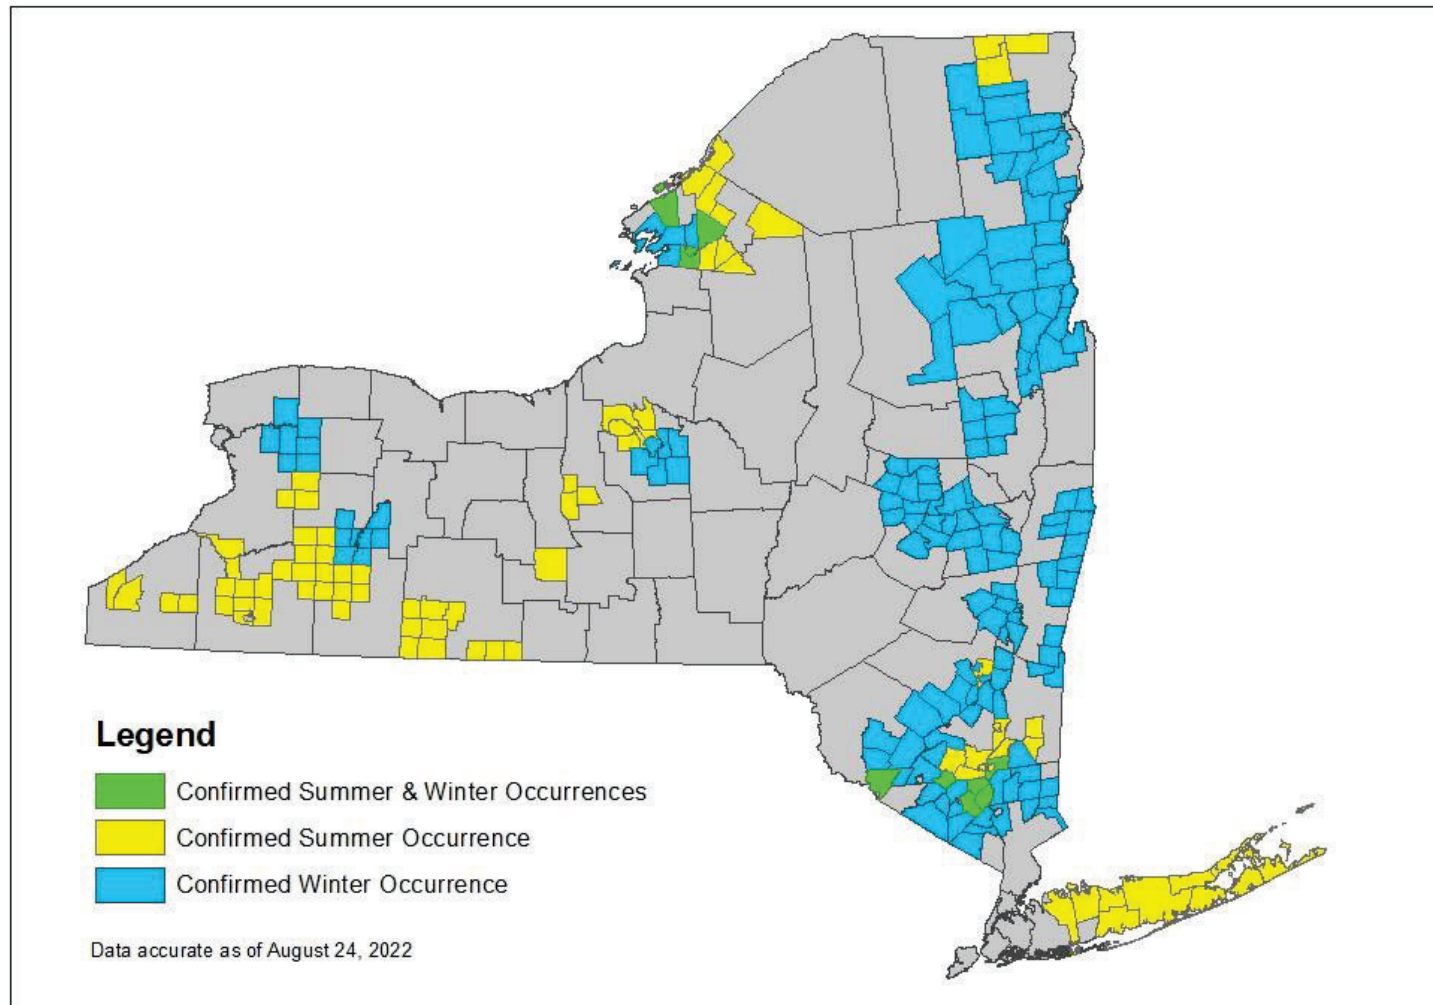 Legend
Confirmed Summer & Winter Occurrences
Confirmed Summer Occurrence
Confirmed Winter Occurrence
Data accurate as of August 24, 2022